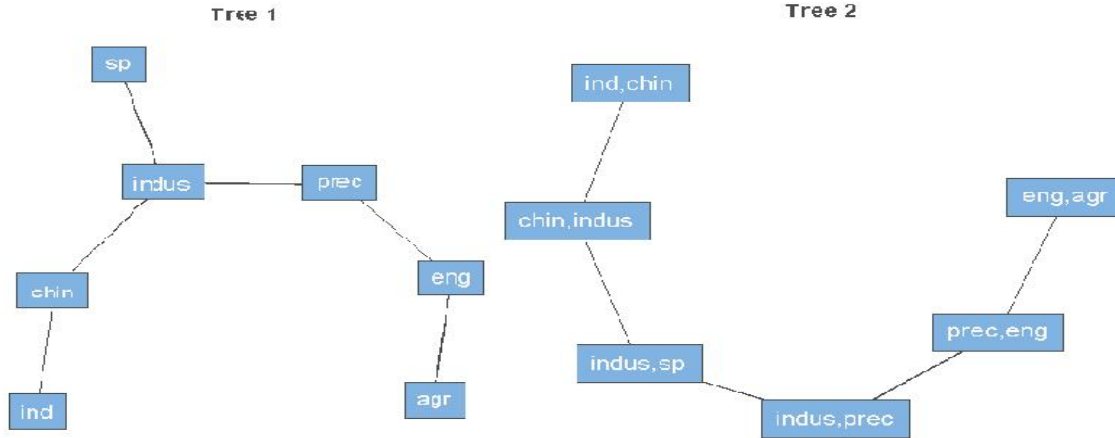 Tree 1
sp
indus
prec
chin
eng
ind
agr
Tree 2
ind,chin
eng,agr
chin,indus
prec,eng
indus,sp
indus,prec